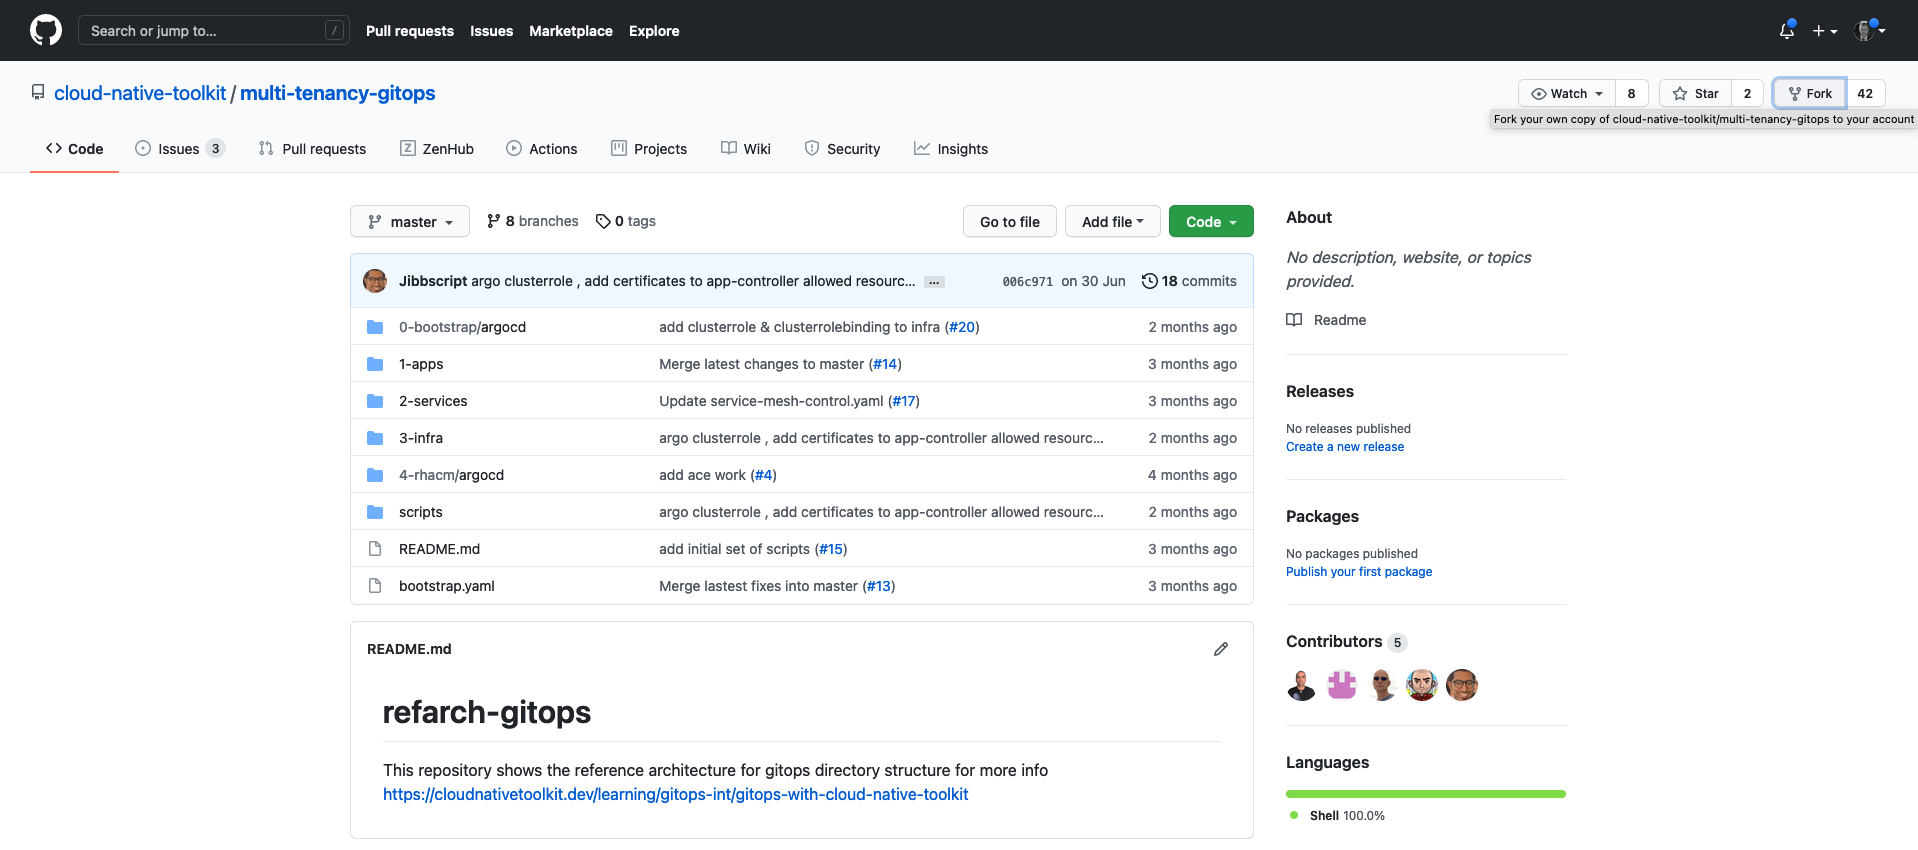 Search or jump to... /
Pull requests Issues Marketplace Explore
cloud-native-toolkit / multi-tenancy-gitops
Watch 8 Star 2 Fork 42
Fork your own copy of cloud-native-toolkit/multi-tenancy-gitops to your account
Code Issues 3 Pull requests ZenHub Actions Projects Wiki Security Insights
master 8 branches 0 tags Go to file Add file Code
Jibbscript argo clusterrole , add certificates to app-controller allowed resourc... ... 006c971 on 30 Jun 18 commits
0-bootstrap/argocd add clusterrole & clusterrolebinding to infra (#20) 2 months ago
1-apps Merge latest changes to master (#14) 3 months ago
2-services Update service-mesh-control.yaml (#17) 3 months ago
3-infra argo clusterrole , add certificates to app-controller allowed resourc... 2 months ago
4-rhacm/argocd add ace work (#4) 4 months ago
scripts argo clusterrole , add certificates to app-controller allowed resourc... 2 months ago
README.md add initial set of scripts (#15) 3 months ago
bootstrap.yaml Merge lastest fixes into master (#13) 3 months ago
README.md
refarch-gitops
This repository shows the reference architecture for gitops directory structure for more info
https://cloudnativetoolkit.dev/learning/gitops-int/gitops-with-cloud-native-toolkit
About
No description, website, or topics
provided.
Readme
Releases
No releases published
Create a new release
Packages
No packages published
Publish your first package
Contributors 5
Languages
Shell 100.0%